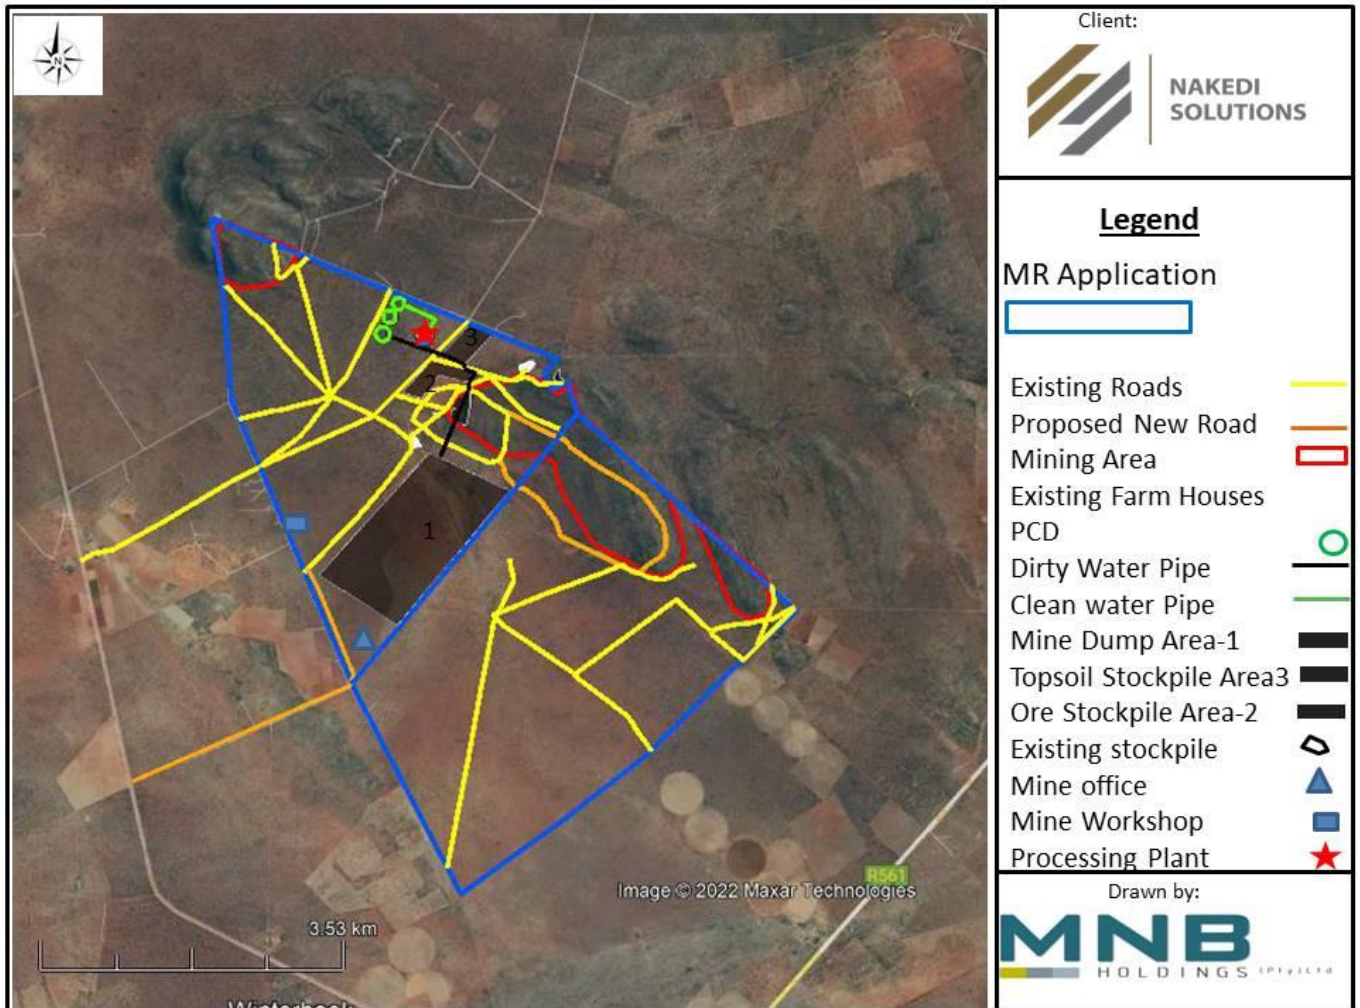 N
3
2
1
R561
Image © 2022 Maxar Technologies
3.53 km
Client:
NAKEDI
SOLUTIONS
Legend
MR Application
Existing Roads
Proposed New Road
Mining Area
Existing Farm Houses
PCD
Dirty Water Pipe
Clean water Pipe
Mine Dump Area-1
Topsoil Stockpile Area3
Ore Stockpile Area-2
Existing stockpile
Mine office
Mine Workshop
Processing Plant
Drawn by:
MNB
HOLDINGS (Pty)Ltd